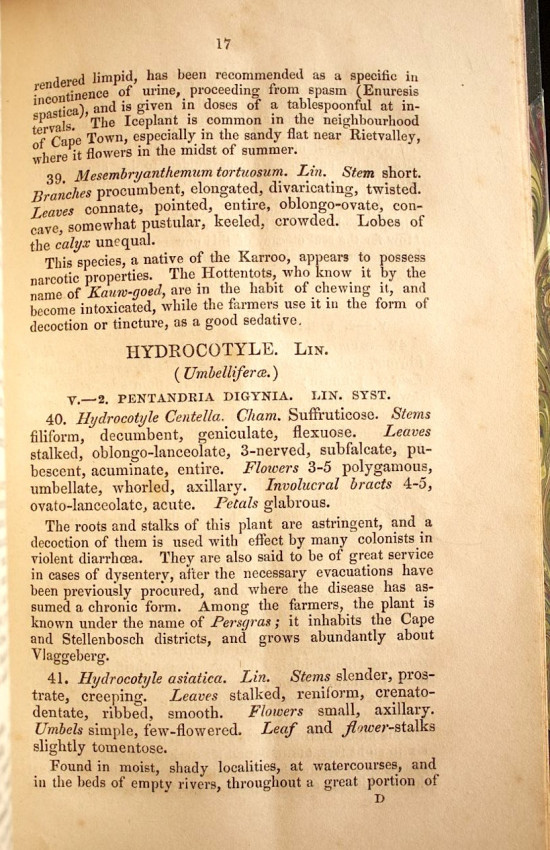 17
rendered limpid, has been recommended as a specific in
incontinence of urine, proceeding from spasm (Enuresis
spastica), and is given in doses of a tablespoonful at in-
tervals. The Iceplant is common in the neighbourhood
of Cape Town, especially in the sandy flat near Rietvalley,
where it flowers in the midst of summer.
39. Mesembryanthemum tortuosum. Lin. Stem short.
Branches procumbent, elongated, divaricating, twisted.
Leaves connate, pointed, entire, oblongo-ovate, con-
cave, somewhat pustular, keeled, crowded. Lobes of
the calyx unequal.
This species, a native of the Karroo, appears to possess
narcotic properties. The Hottentots, who know it by the
name of Kauw-goed, are in the habit of chewing it, and
become intoxicated, while the farmers use it in the form of
decoction or tincture, as a good sedative.
HYDROCOTYLE. LIN.
(Umbelliferæ.)
V.—2. PENTANDRIA DIGYNIA. LIN. SYST.
40. Hydrocotyle Centella. Cham. Suffruticose. Stems
filiform, decumbent, geniculate, flexuose. Leaves
stalked, oblongo-lanceolate, 3-nerved, subfalcate, pu-
bescent, acuminate, entire. Flowers 3-5 polygamous,
umbellate, whorled, axillary. Involucral bracts 4-5,
ovato-lanceolate, acute. Petals glabrous.
The roots and stalks of this plant are astringent, and a
decoction of them is used with effect by many colonists in
violent diarrhœa. They are also said to be of great service
in cases of dysentery, after the necessary evacuations have
been previously procured, and where the disease has as-
sumed a chronic form. Among the farmers, the plant is
known under the name of Persgras; it inhabits the Cape
and Stellenbosch districts, and grows abundantly about
Vlaggeberg.
41. Hydrocotyle asiatica. Lin. Stems slender, pros-
trate, creeping. Leaves stalked, reniform, crenato-
dentate, ribbed, smooth. Flowers small, axillary.
Umbels simple, few-flowered. Leaf and flower-stalks
slightly tomentose.
Found in moist, shady localities, at watercourses, and
in the beds of empty rivers, throughout a great portion of
D